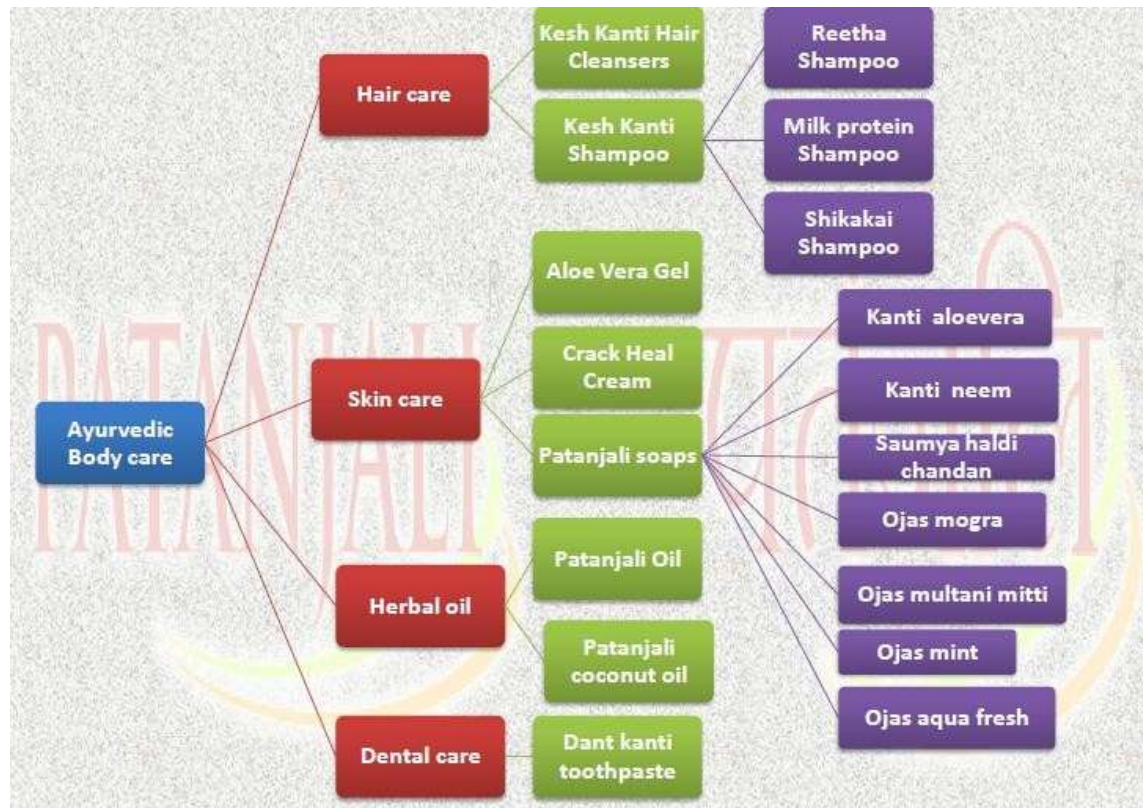 Kesh Kanti Hair
Cleansers
Reetha
Shampoo
Hair care
Kesh Kanti
Shampoo
Milk protein
Shampoo
Shikakai
Shampoo
Aloe Vera Gel
Kanti aloevera
PATANJALI
Crack Heal
Cream
Skin care
Kanti neem
Ayurvedic
Body care
Patanjali soaps
Saumya haldi
chandan
Ojas mogra
Patanjali Oil
Herbal oil
Ojas multani mitti
Patanjali
coconut oil
Ojas mint
Ojas aqua fresh
Dental care
Dant kanti
toothpaste